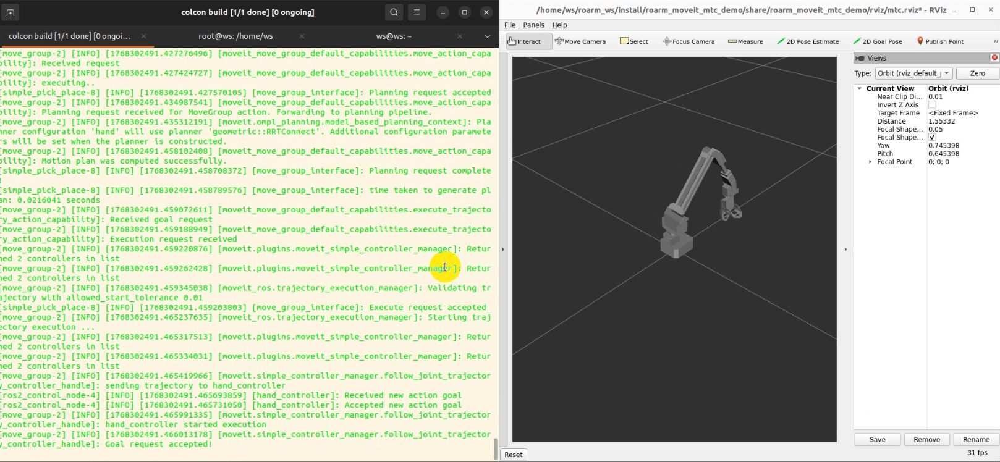 colcon build [1/1 done] [0 ongoing]
colcon build [1/1 done] [0 ongoi...
root@ws: /home/ws
ws@ws: ~
[move_group-2] [INFO] [1768302491.427276496] [moveit_move_group_default_capabilities.move_action_capa
bility]: Received request
[move_group-2] [INFO] [1768302491.427424727] [moveit_move_group_default_capabilities.move_action_capa
bility]: executing..
[simple_pick_place-8] [INFO] [1768302491.427570105] [move_group_interface]: Planning request accepted
[move_group-2] [INFO] [1768302491.434987541] [moveit_move_group_default_capabilities.move_action_capa
bility]: Planning request received for MoveGroup action. Forwarding to planning pipeline.
[move_group-2] [INFO] [1768302491.435312191] [moveit.ompl_planning.model_based_planning_context]: Pla
nner configuration 'hand' will use planner 'geometric::RRTConnect'. Additional configuration paramete
rs will be set when the planner is constructed.
[move_group-2] [INFO] [1768302491.458102408] [moveit_move_group_default_capabilities.move_action_capa
bility]: Motion plan was computed successfully.
[simple_pick_place-8] [INFO] [1768302491.458708372] [move_group_interface]: Planning request complete
!
[simple_pick_place-8] [INFO] [1768302491.458789576] [move_group_interface]: time taken to generate pl
an: 0.0216041 seconds
[move_group-2] [INFO] [1768302491.459072611] [moveit_move_group_default_capabilities.execute_trajecto
ry_action_capability]: Received goal request
[move_group-2] [INFO] [1768302491.459188949] [moveit_move_group_default_capabilities.execute_trajecto
ry_action_capability]: Execution request received
[move_group-2] [INFO] [1768302491.459220876] [moveit.plugins.moveit_simple_controller_manager]: Retur
ned 2 controllers in list
[move_group-2] [INFO] [1768302491.459262428] [moveit.plugins.moveit_simple_controller_manager]: Retur
ned 2 controllers in list
[move_group-2] [INFO] [1768302491.459345038] [moveit_ros.trajectory_execution_manager]: Validating tr
ajectory with allowed_start_tolerance 0.01
[simple_pick_place-8] [INFO] [1768302491.459203803] [move_group_interface]: Execute request accepted
[move_group-2] [INFO] [1768302491.465237635] [moveit_ros.trajectory_execution_manager]: Starting traj
ectory execution ...
[move_group-2] [INFO] [1768302491.465317513] [moveit.plugins.moveit_simple_controller_manager]: Retur
ned 2 controllers in list
[move_group-2] [INFO] [1768302491.465334031] [moveit.plugins.moveit_simple_controller_manager]: Retur
ned 2 controllers in list
[move_group-2] [INFO] [1768302491.465419966] [moveit.simple_controller_manager.follow_joint_trajector
y_controller_handle]: sending trajectory to hand_controller
[ros2_control_node-4] [INFO] [1768302491.465693859] [hand_controller]: Received new action goal
[ros2_control_node-4] [INFO] [1768302491.465731050] [hand_controller]: Accepted new action goal
[move_group-2] [INFO] [1768302491.465991335] [moveit.simple_controller_manager.follow_joint_trajector
y_controller_handle]: hand_controller started execution
[move_group-2] [INFO] [1768302491.466013178] [moveit.simple_controller_manager.follow_joint_trajector
y_controller_handle]: Goal request accepted!
/home/ws/roarm_ws/install/roarm_moveit_mtc_demo/share/roarm_moveit_mtc_demo/rviz/mtc.rviz* - RViz
File Panels Help
Interact Move Camera Select Focus Camera Measure 2D Pose Estimate 2D Goal Pose Publish Point
Views
Type: Orbit (rviz_default_ Zero
Current View Orbit (rviz)
Near Clip Di... 0.01
Invert Z Axis
Target Frame <Fixed Frame>
Distance 1.55332
Focal Shape... 0.05
Focal Shape...
Yaw 0.745398
Pitch 0.645398
Focal Point 0; 0; 0
Save Remove Rename
Reset
31 fps